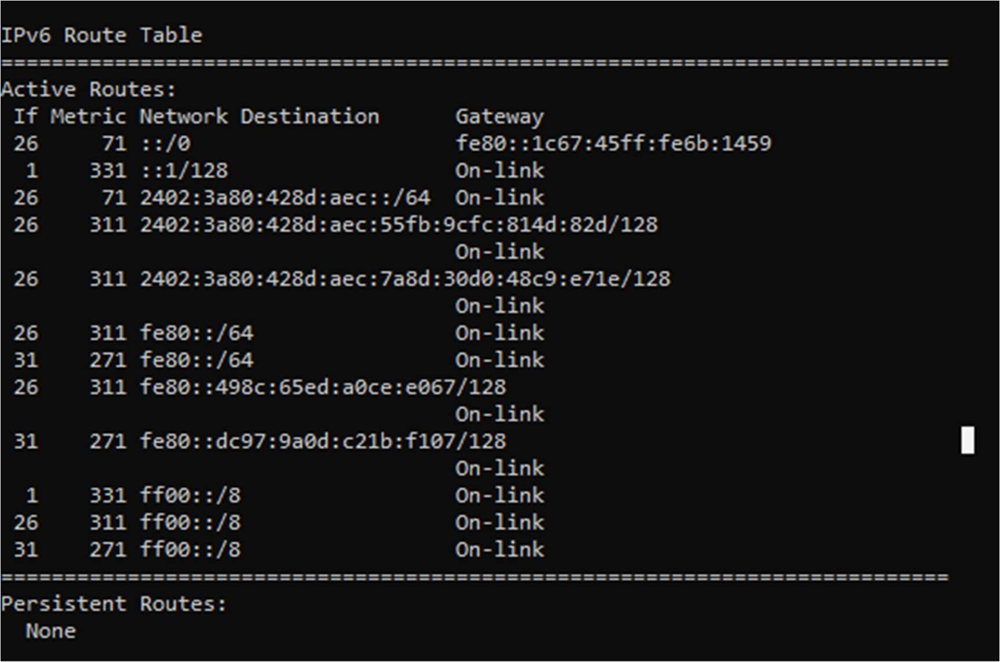 IPv6 Route Table
===========================================================================
Active Routes:
 If Metric Network Destination      Gateway
 26     71 ::/0                     fe80::1c67:45ff:fe6b:1459
  1    331 ::1/128                  On-link
 26     71 2402:3a80:428d:aec::/64  On-link
 26    311 2402:3a80:428d:aec:55fb:9cfc:814d:82d/128
                                    On-link
 26    311 2402:3a80:428d:aec:7a8d:30d0:48c9:e71e/128
                                    On-link
 26    311 fe80::/64                On-link
 31    271 fe80::/64                On-link
 26    311 fe80::498c:65ed:a0ce:e067/128
                                    On-link
 31    271 fe80::dc97:9a0d:c21b:f107/128
                                    On-link
  1    331 ff00::/8                 On-link
 26    311 ff00::/8                 On-link
 31    271 ff00::/8                 On-link
===========================================================================
Persistent Routes:
  None